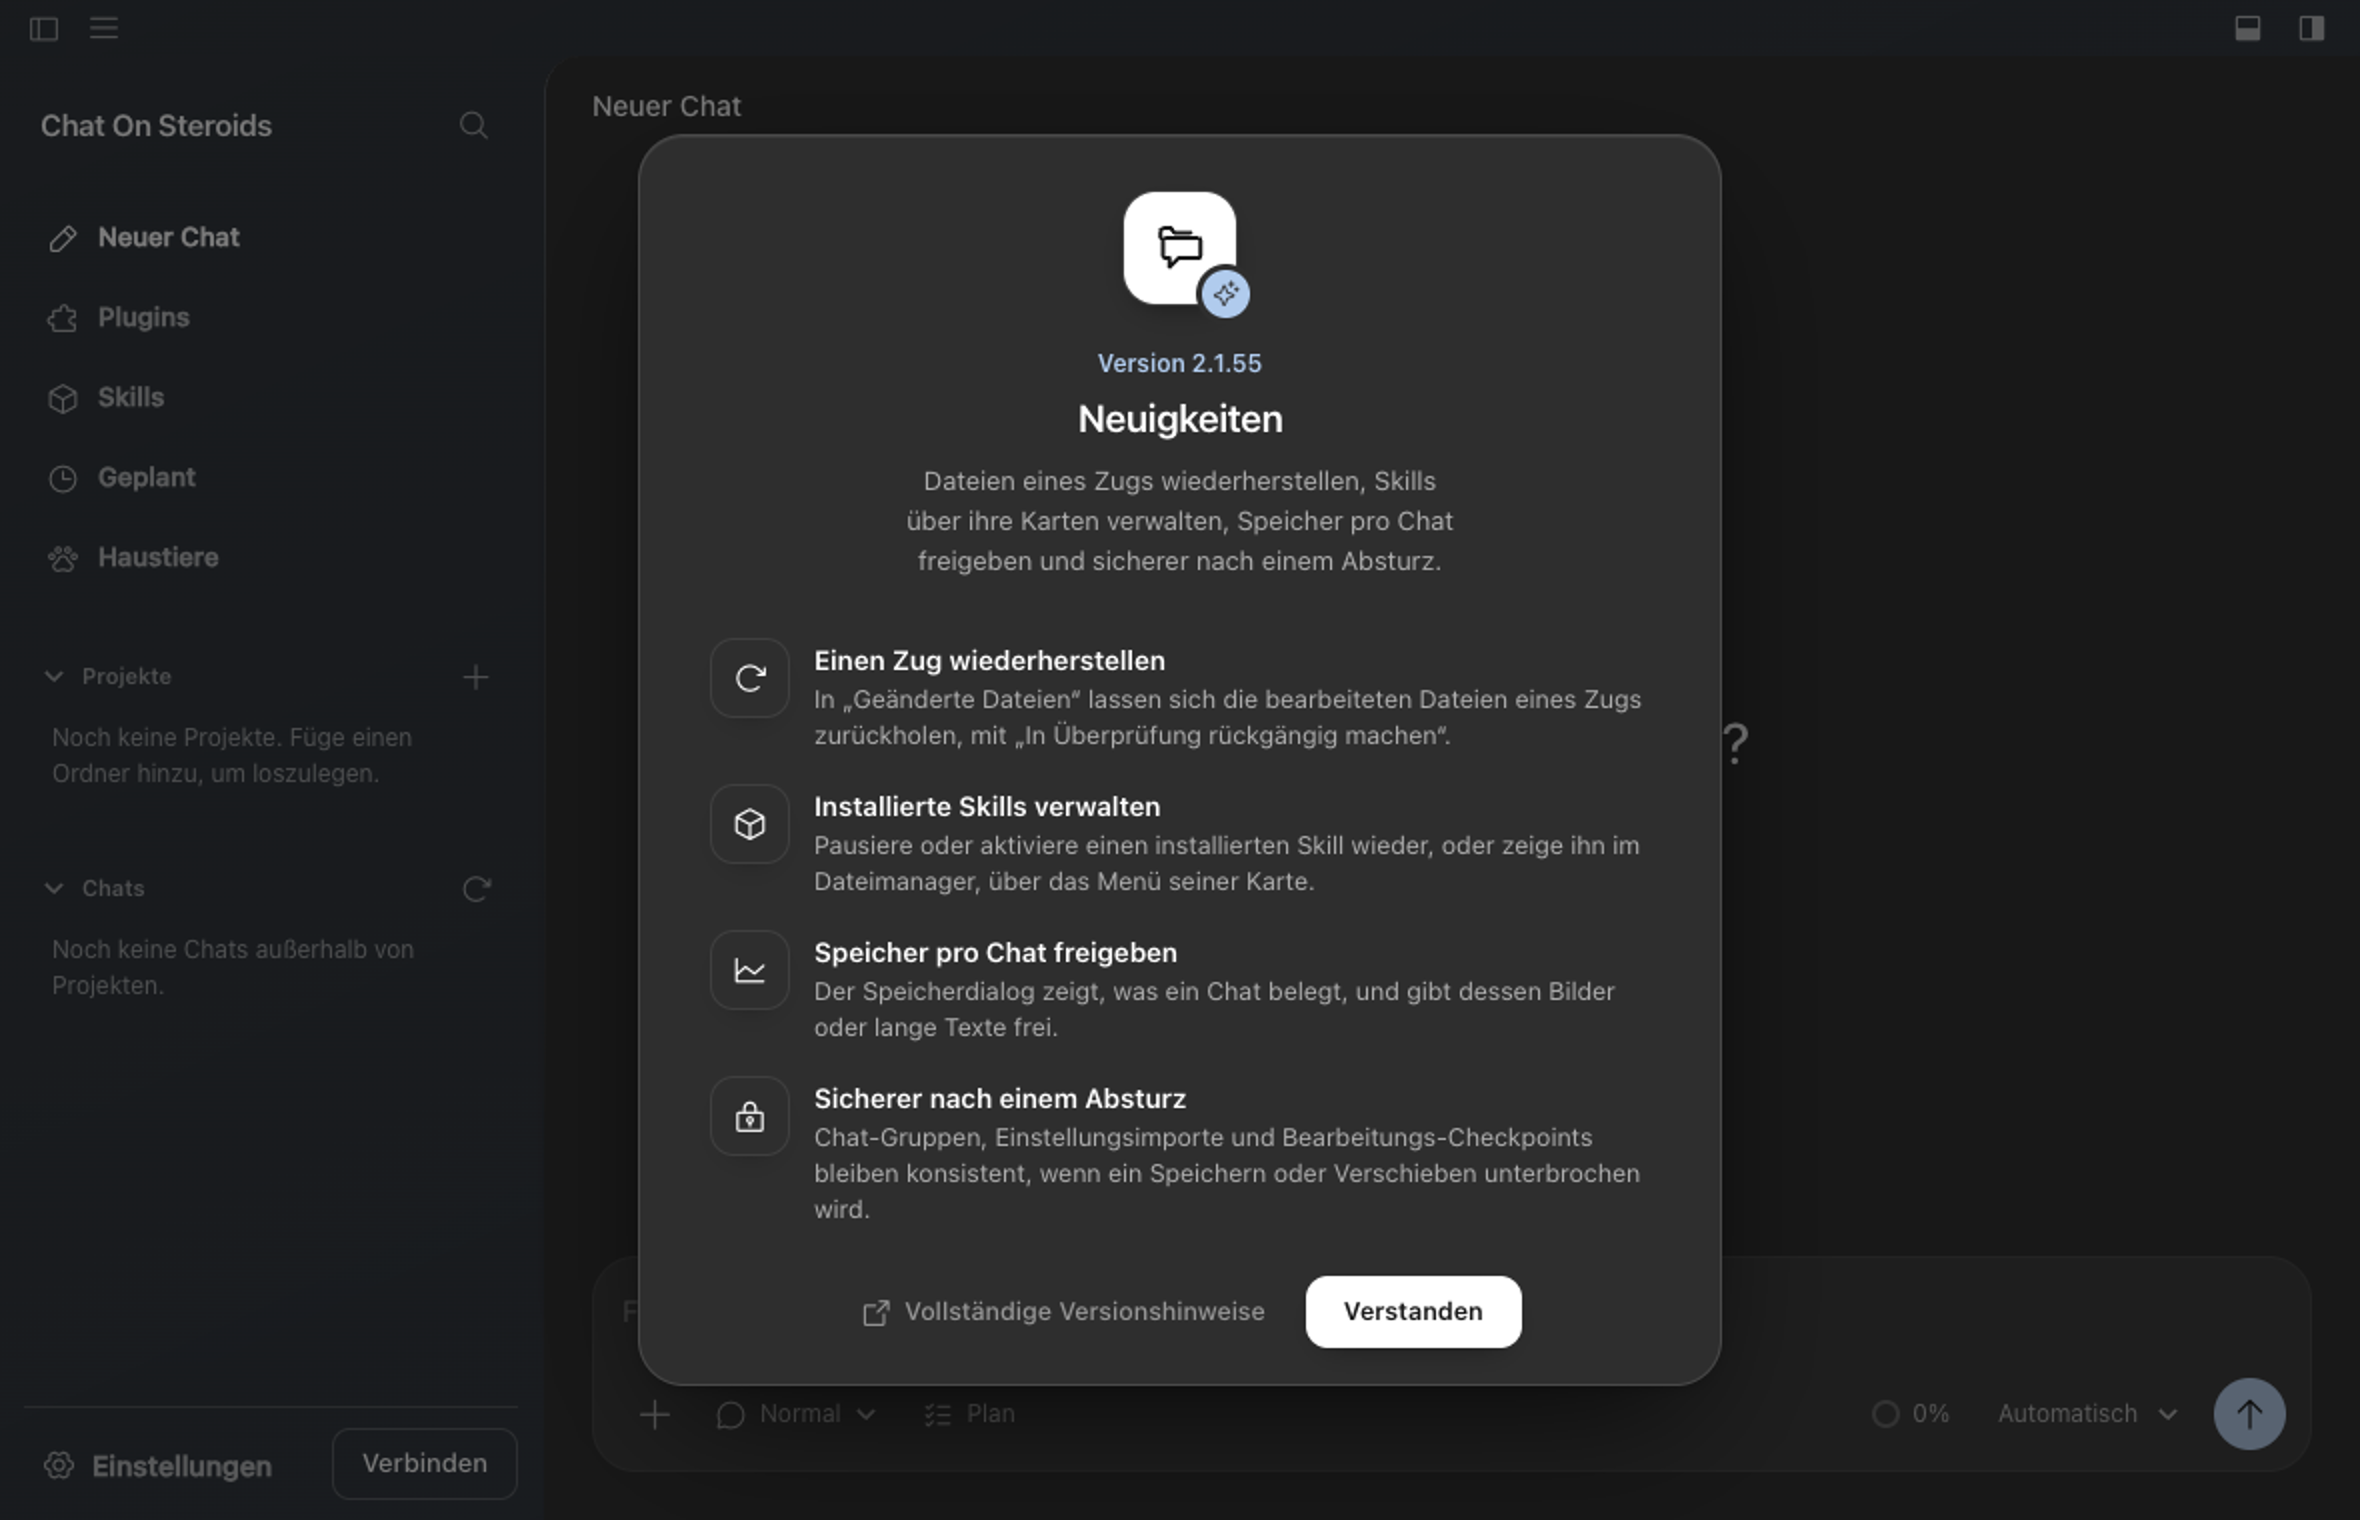 Chat On Steroids
Neuer Chat
Plugins
Skills
Geplant
Haustiere
Projekte
Noch keine Projekte. Füge einen
Ordner hinzu, um loszulegen.
Chats
Noch keine Chats außerhalb von
Projekten.
Einstellungen
Verbinden
Neuer Chat
Version 2.1.55
Neuigkeiten
Dateien eines Zugs wiederherstellen, Skills
über ihre Karten verwalten, Speicher pro Chat
freigeben und sicherer nach einem Absturz.
Einen Zug wiederherstellen
In „Geänderte Dateien“ lassen sich die bearbeiteten Dateien eines Zugs
zurückholen, mit „In Überprüfung rückgängig machen“.
Installierte Skills verwalten
Pausiere oder aktiviere einen installierten Skill wieder, oder zeige ihn im
Dateimanager, über das Menü seiner Karte.
Speicher pro Chat freigeben
Der Speicherdialog zeigt, was ein Chat belegt, und gibt dessen Bilder
oder lange Texte frei.
Sicherer nach einem Absturz
Chat-Gruppen, Einstellungsimporte und Bearbeitungs-Checkpoints
bleiben konsistent, wenn ein Speichern oder Verschieben unterbrochen
wird.
Vollständige Versionshinweise
Verstanden
?
Normal
Plan
0%
Automatisch